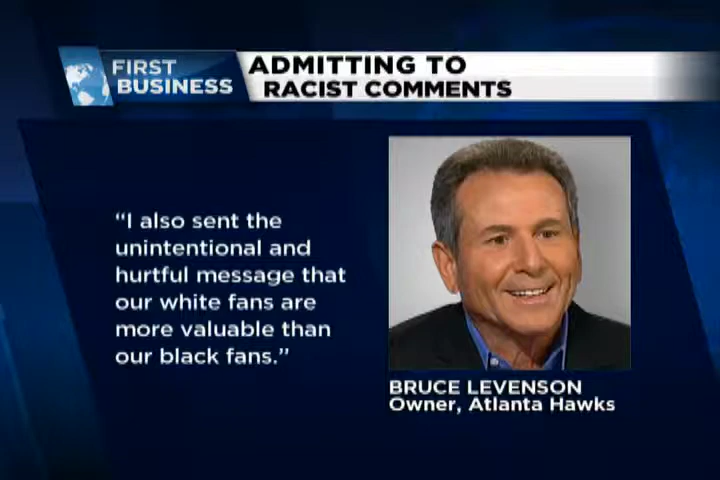 FIRST
BUSINESS
ADMITTING TO
RACIST COMMENTS
“I also sent the
unintentional and
hurtful message that
our white fans are
more valuable than
our black fans.”
BRUCE LEVENSON
Owner, Atlanta Hawks